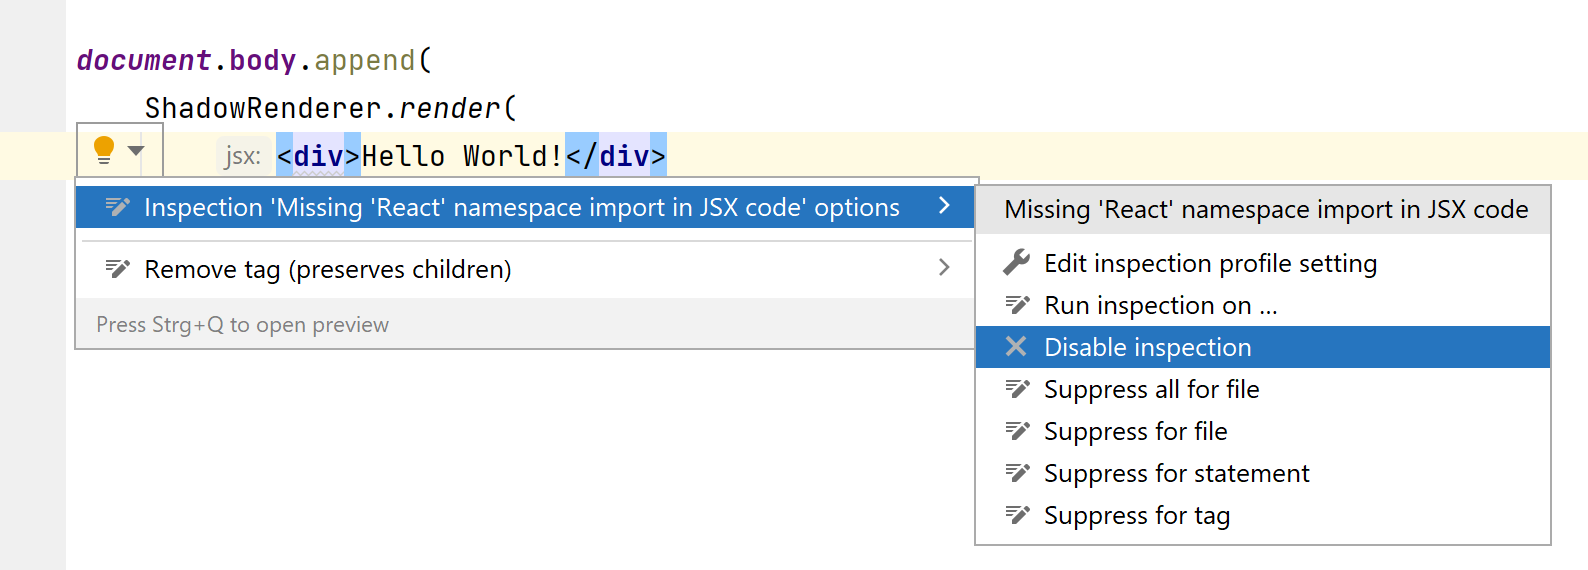 document.body.append(
ShadowRenderer.render(
jsx: <div>Hello World!</div>
Inspection 'Missing 'React' namespace import in JSX code' options
Remove tag (preserves children)
Press Strg+Q to open preview
Missing 'React' namespace import in JSX code
Edit inspection profile setting
Run inspection on ...
Disable inspection
Suppress all for file
Suppress for file
Suppress for statement
Suppress for tag